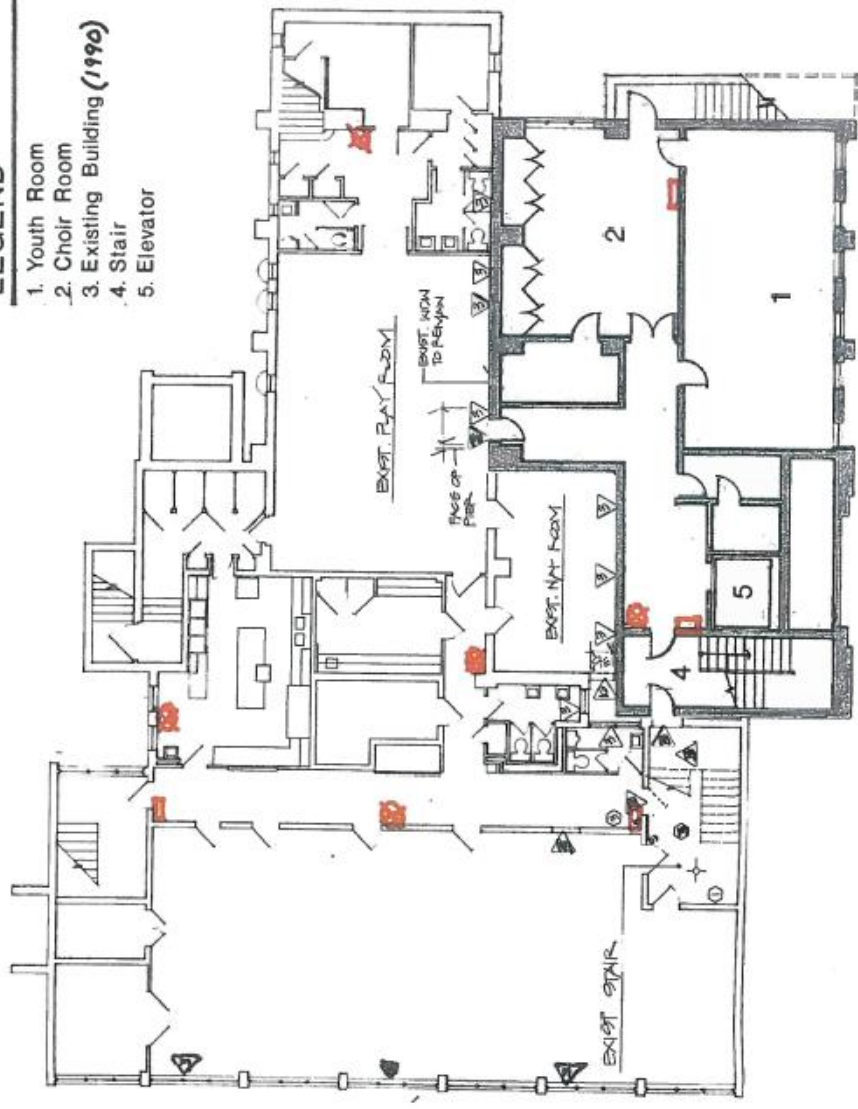 LEGEND
1. Youth Room
2. Choir Room
3. Existing Building (1990)
4. Stair
5. Elevator
EXIST. PLAY ROOM
EXIST. WDW
TO REMAIN
FACE OF
PIER
EXIST. NAP ROOM
EXIST STAIR
2
1
5
4